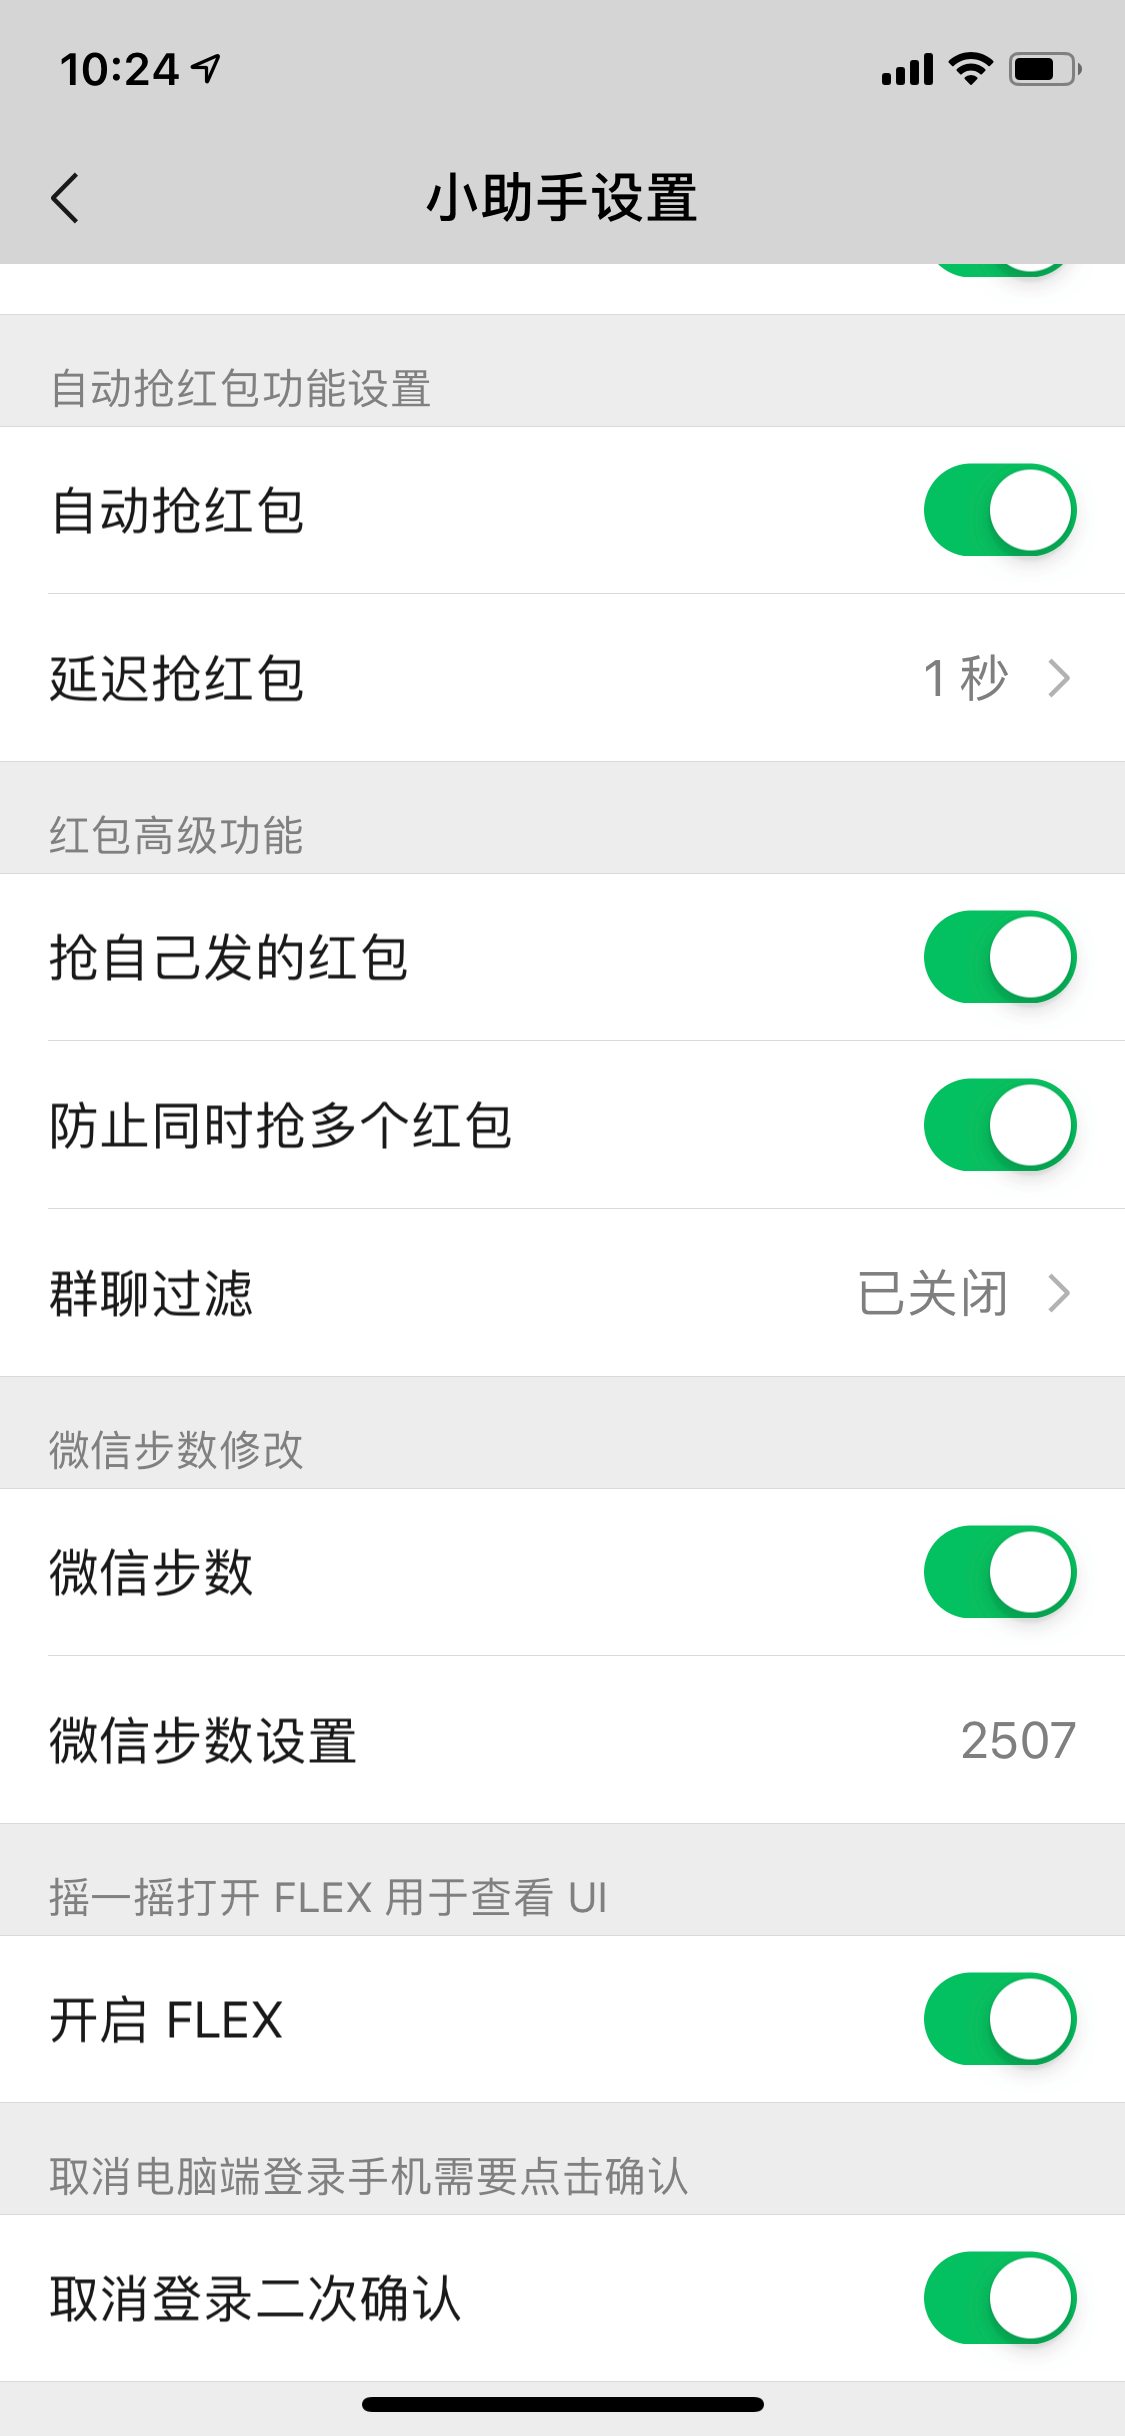 10:24
小助手设置
自动抢红包功能设置
自动抢红包
延迟抢红包 1 秒
红包高级功能
抢自己发的红包
防止同时抢多个红包
群聊过滤 已关闭
微信步数修改
微信步数
微信步数设置 2507
摇一摇打开 FLEX 用于查看 UI
开启 FLEX
取消电脑端登录手机需要点击确认
取消登录二次确认